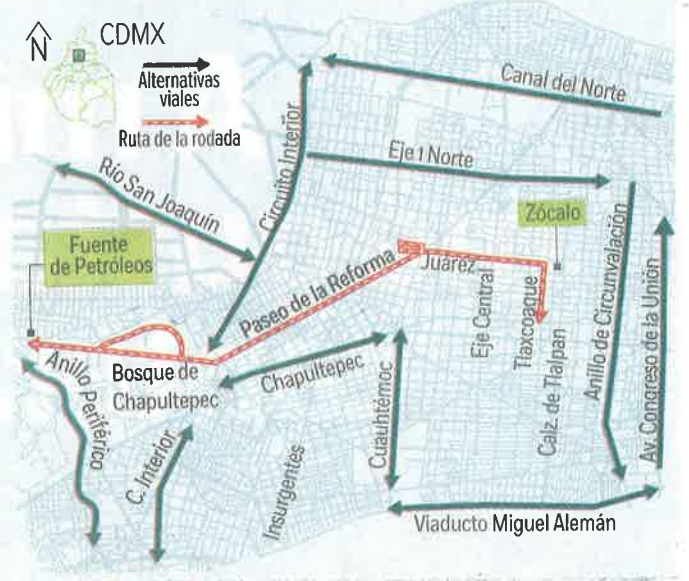 N
CDMX
Alternativas
viales
Ruta de la rodada
Canal del Norte
Circuito Interior
Eje 1 Norte
Río San Joaquín
Zócalo
Fuente
de Petróleos
Paseo de la Reforma
Juárez
Eje Central
Tlaxcoaque
Calz. de Tlalpan
Anillo de Circunvalación
Av. Congreso de la Unión
Anillo Periférico
Bosque de
Chapultepec
Chapultepec
Cuauhtémoc
C. Interior
Insurgentes
Viaducto Miguel Alemán